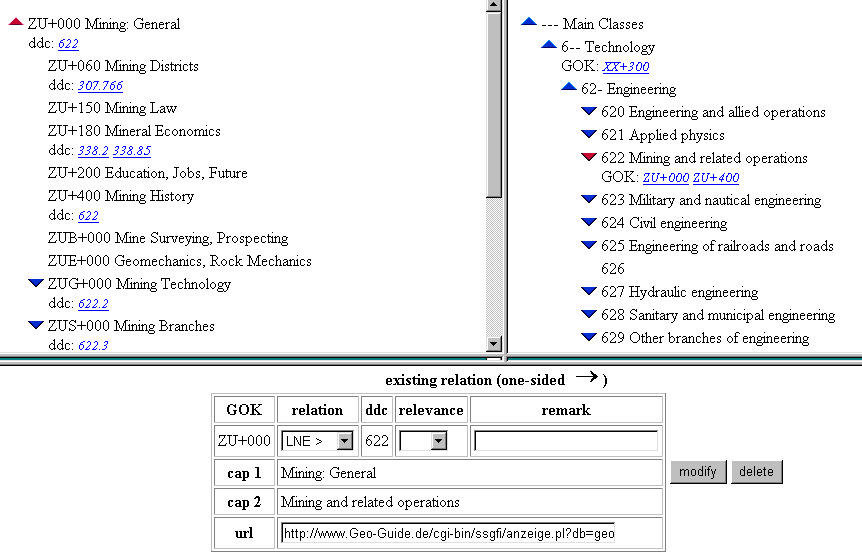 ZU+000 Mining: General
ddc: 622
ZU+060 Mining Districts
ddc: 307.766
ZU+150 Mining Law
ZU+180 Mineral Economics
ddc: 338.2 338.85
ZU+200 Education, Jobs, Future
ZU+400 Mining History
ddc: 622
ZUB+000 Mine Surveying, Prospecting
ZUE+000 Geomechanics, Rock Mechanics
ZUG+000 Mining Technology
ddc: 622.2
ZUS+000 Mining Branches
ddc: 622.3
--- Main Classes
6-- Technology
GOK: XX+300
62- Engineering
620 Engineering and allied operations
621 Applied physics
622 Mining and related operations
GOK: ZU+000 ZU+400
623 Military and nautical engineering
624 Civil engineering
625 Engineering of railroads and roads
626
627 Hydraulic engineering
628 Sanitary and municipal engineering
629 Other branches of engineering
existing relation (one-sided → )
GOK relation ddc relevance remark
ZU+000 LNE > 622
cap 1 Mining: General
modify delete
cap 2 Mining and related operations
url http://www.Geo-Guide.de/cgi-bin/ssgfi/anzeige.pl?db=geo